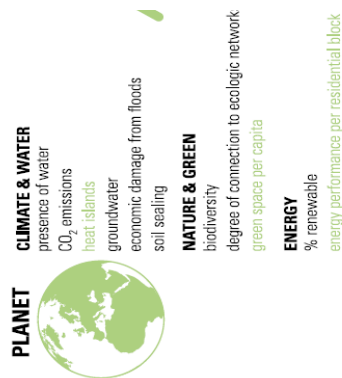 PLANET
CLIMATE & WATER
presence of water
CO₂ emissions
heat islands
groundwater
economic damage from floods
soil sealing
NATURE & GREEN
biodiversity
degree of connection to ecologic network
green space per capita
ENERGY
% renewable
energy performance per residential block